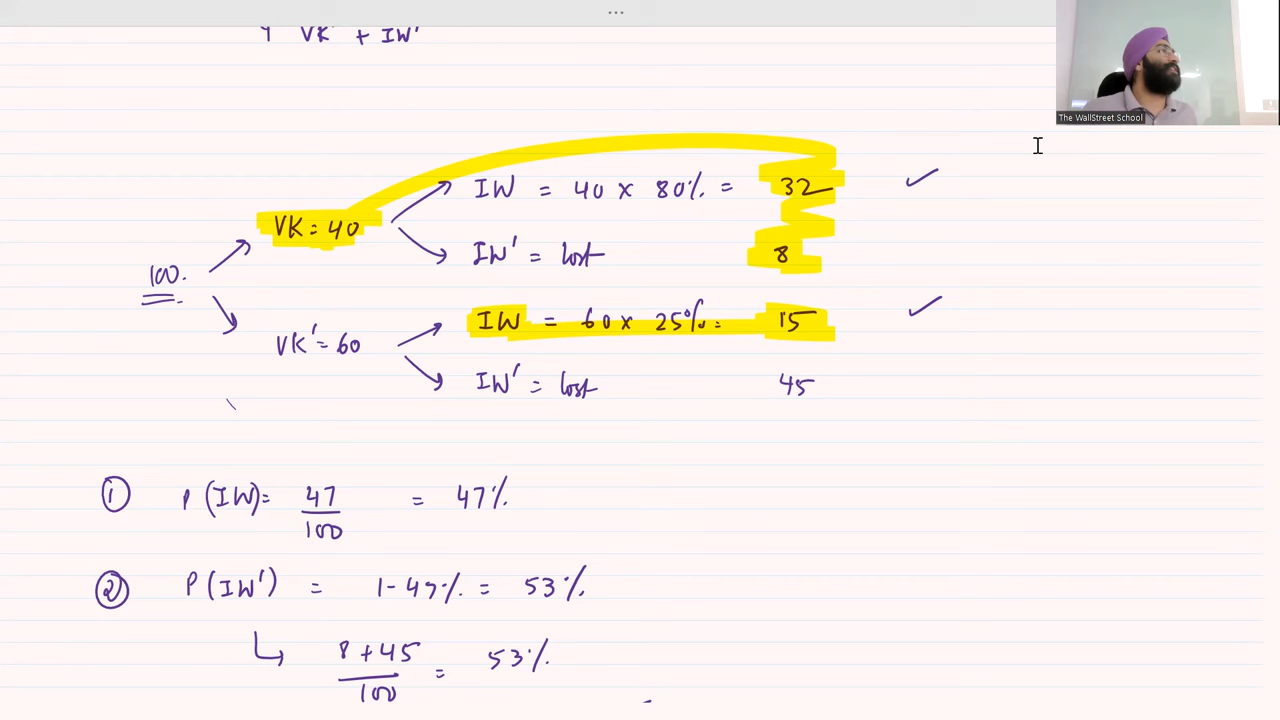 4 VK + IW'
The WallStreet School
IW = 40 x 80% = 32 ✓
VK = 40
IW' = lost 8
100.
IW = 60 x 25% = 15 ✓
VK' = 60
IW' = lost 45
① P(IW) = 47/100 = 47%
② P(IW') = 1 - 47% = 53%
8 + 45/100 = 53%